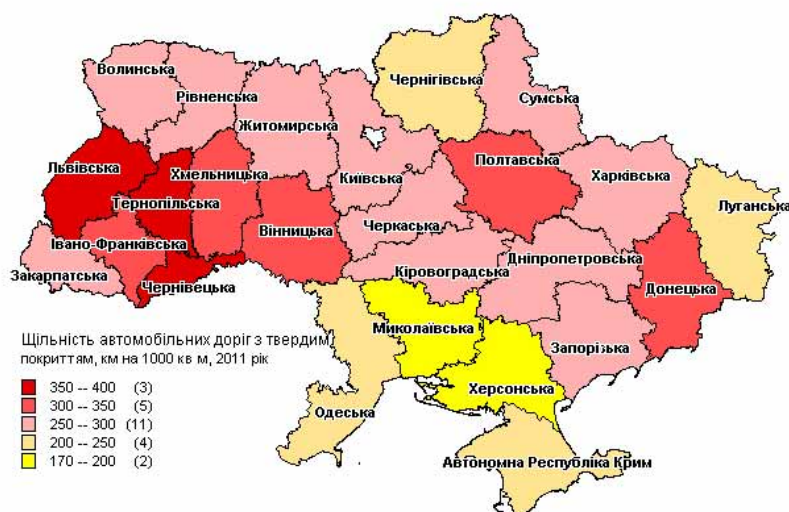 Волинська
Рівненська
Житомирська
Чернігівська
Сумська
Львівська
Хмельницька
Тернопільська
Київська
Полтавська
Харківська
Луганська
Івано-Франківська
Вінницька
Черкаська
Закарпатська
Чернівецька
Кіровоградська
Дніпропетровська
Донецька
Миколаївська
Запорізька
Херсонська
Одеська
Автономна Республіка Крим
Щільність автомобільних доріг з твердим
покриттям, км на 1000 кв м, 2011 рік
350 -- 400 (3)
300 -- 350 (5)
250 -- 300 (11)
200 -- 250 (4)
170 -- 200 (2)